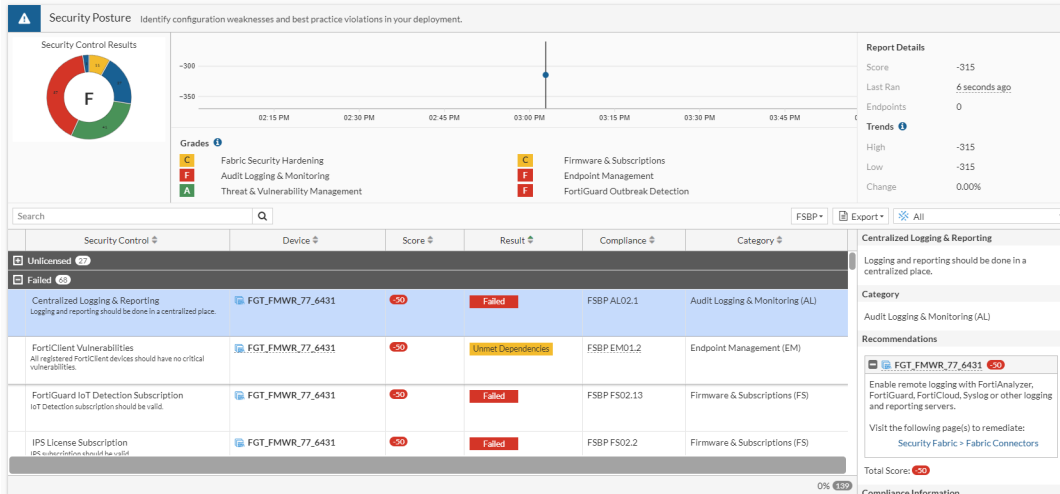 Security Posture Identify configuration weaknesses and best practice violations in your deployment.
Security Control Results
F
-300
-350
02:15 PM 02:30 PM 02:45 PM 03:00 PM 03:15 PM 03:30 PM 03:45 PM
Grades
C Fabric Security Hardening
F Audit Logging & Monitoring
A Threat & Vulnerability Management
C Firmware & Subscriptions
F Endpoint Management
F FortiGuard Outbreak Detection
Report Details
Score -315
Last Ran 6 seconds ago
Endpoints 0
Trends
High -315
Low -315
Change 0.00%
Search
FSBP Export All
Security Control Device Score Result Compliance Category
Unlicensed 27
Failed 68
Centralized Logging & Reporting FGT_FMWR_77_6431 -50 Failed FSBP AL02.1 Audit Logging & Monitoring (AL)
Logging and reporting should be done in a centralized place.
FortiClient Vulnerabilities FGT_FMWR_77_6431 -50 Unmet Dependencies FSBP EM01.2 Endpoint Management (EM)
All registered FortiClient devices should have no critical
vulnerabilities.
FortiGuard IoT Detection Subscription FGT_FMWR_77_6431 -50 Failed FSBP FS02.13 Firmware & Subscriptions (FS)
IoT Detection subscription should be valid.
IPS License Subscription FGT_FMWR_77_6431 -50 Failed FSBP FS02.2 Firmware & Subscriptions (FS)
IPS subscription should be valid.
0% 139
Centralized Logging & Reporting
Logging and reporting should be done in a
centralized place.
Category
Audit Logging & Monitoring (AL)
Recommendations
FGT_FMWR_77_6431 -50
Enable remote logging with FortiAnalyzer,
FortiGuard, FortiCloud, Syslog or other logging
and reporting servers.
Visit the following page(s) to remediate:
Security Fabric > Fabric Connectors
Total Score: -50
Compliance Information